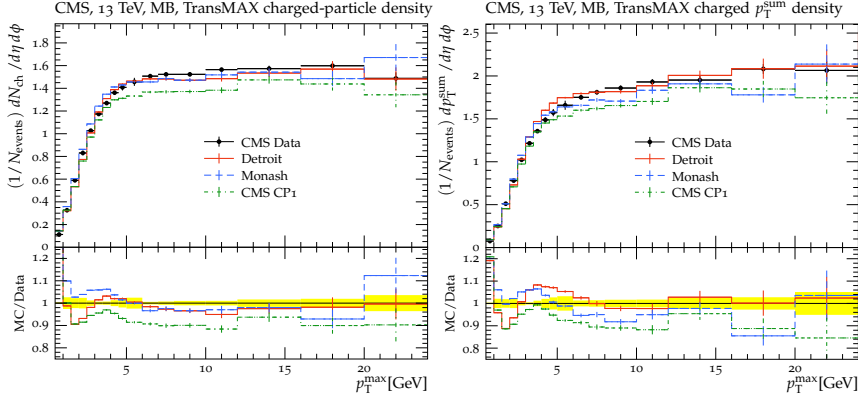 CMS, 13 TeV, MB, TransMAX charged-particle density
(1/N_events) dN_ch/dη dϕ
1.8
1.6
1.4
1.2
1
0.8
0.6
0.4
0.2
0
CMS Data
Detroit
Monash
CMS CP1
MC/Data
1.2
1.1
1
0.9
0.8
5
10
15
20
p_T^max[GeV]
CMS, 13 TeV, MB, TransMAX charged p_T^sum density
(1/N_events) dp_T^sum/dη dϕ
2.5
2
1.5
1
0.5
0
CMS Data
Detroit
Monash
CMS CP1
MC/Data
1.2
1.1
1
0.9
0.8
5
10
15
20
p_T^max[GeV]